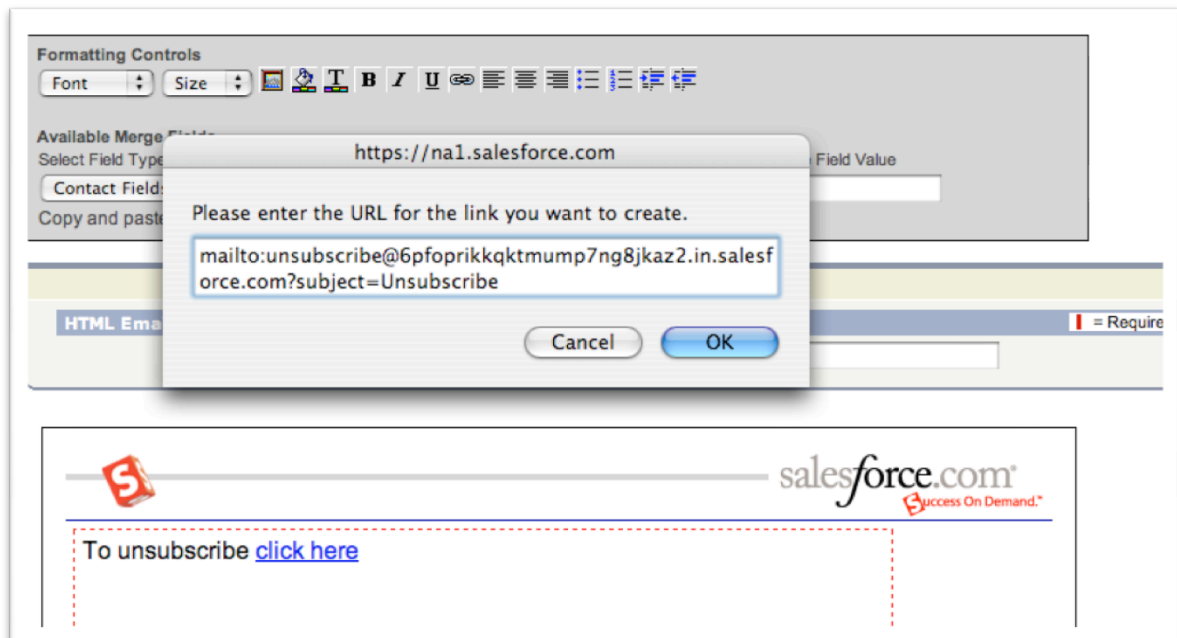 Formatting Controls
Font Size B I U
Available Merge Fields
Select Field Type Field Value
Contact Fields
Copy and paste
https://na1.salesforce.com
Please enter the URL for the link you want to create.
mailto:unsubscribe@6pfoprikkqktmump7ng8jkaz2.in.salesf
orce.com?subject=Unsubscribe
Cancel OK
HTML Ema = Require
S salesforce.com
Success On Demand.™
To unsubscribe click here